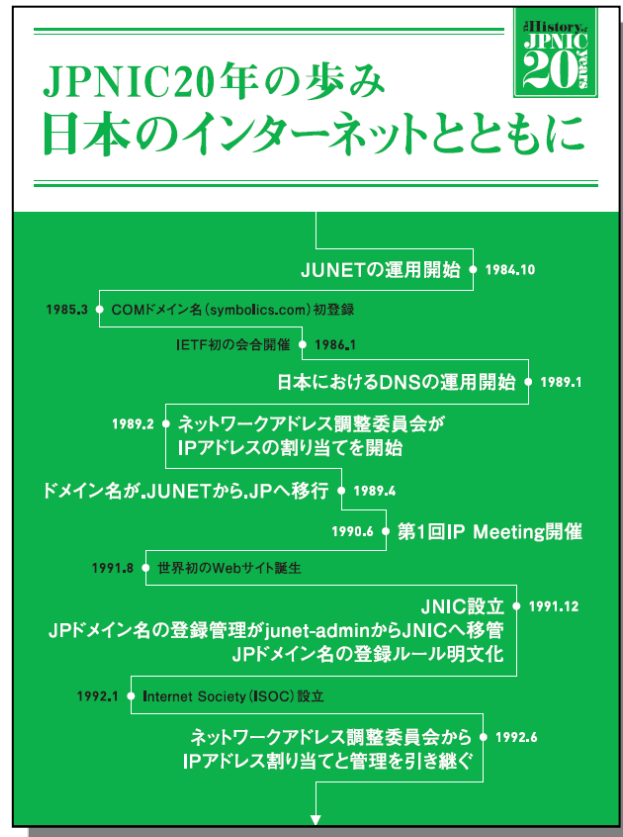 The History of
JPNIC
20 years
JPNIC20年の歩み
日本のインターネットとともに
JUNETの運用開始 1984.10
1985.3 COMドメイン名(symbolics.com)初登録
IETF初の会合開催 1986.1
日本におけるDNSの運用開始 1989.1
1989.2 ネットワークアドレス調整委員会が
IPアドレスの割り当てを開始
ドメイン名が.JUNETから.JPへ移行 1989.4
1990.6 第1回IP Meeting開催
1991.8 世界初のWebサイト誕生
JNIC設立 1991.12
JPドメイン名の登録管理がjunet-adminからJNICへ移管
JPドメイン名の登録ルール明文化
1992.1 Internet Society(ISOC)設立
ネットワークアドレス調整委員会から 1992.6
IPアドレス割り当てと管理を引き継ぐ